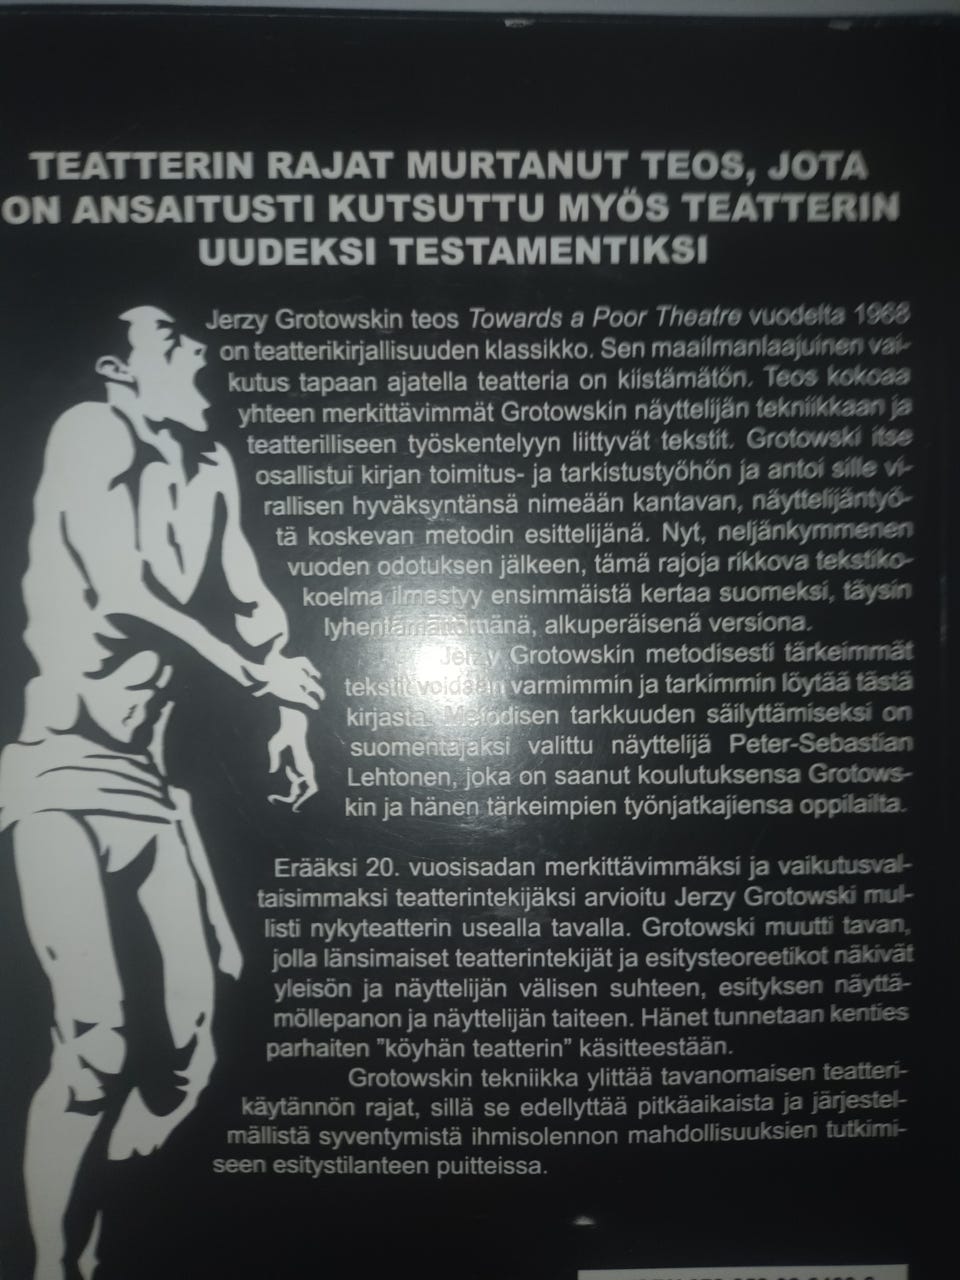 TEATTERIN RAJAT MURTANUT TEOS, JOTA
ON ANSAITUSTI KUTSUTTU MYÖS TEATTERIN
UUDEKSI TESTAMENTIKSI
Jerzy Grotowskin teos Towards a Poor Theatre vuodelta 1968
on teatterikirjallisuuden klassikko. Sen maailmanlaajuinen vai-
kutus tapaan ajatella teatteria on kiistämätön. Teos kokoaa
yhteen merkittävimmät Grotowskin näyttelijän tekniikkaan ja
teatterilliseen työskentelyyn liittyvät tekstit. Grotowski itse
osallistui kirjan toimitus- ja tarkistustyöhön ja antoi sille vi-
rallisen hyväksyntänsä nimeään kantavan, näyttelijäntyö-
tä koskevan metodin esittelijänä. Nyt, neljänkymmenen
vuoden odotuksen jälkeen, tämä rajoja rikkova tekstiko-
koelma ilmestyy ensimmäistä kertaa suomeksi, täysin
lyhentämättömänä, alkuperäisenä versiona.
Jerzy Grotowskin metodisesti tärkeimmät
tekstit voidaan varmimmin ja tarkimmin löytää tästä
kirjasta. Metodisen tarkkuuden säilyttämiseksi on
suomentajaksi valittu näyttelijä Peter-Sebastian
Lehtonen, joka on saanut koulutuksensa Grotows-
kin ja hänen tärkeimpien työnjatkajiensa oppilailta.
Erääksi 20. vuosisadan merkittävimmäksi ja vaikutusval-
taisimmaksi teatterintekijäksi arvioitu Jerzy Grotowski mul-
listi nykyteatterin usealla tavalla. Grotowski muutti tavan,
jolla länsimaiset teatterintekijät ja esitysteoreetikot näkivät
yleisön ja näyttelijän välisen suhteen, esityksen näyttä-
möllepanon ja näyttelijän taiteen. Hänet tunnetaan kenties
parhaiten "köyhän teatterin" käsitteestään.
Grotowskin tekniikka ylittää tavanomaisen teatteri-
käytännön rajat, sillä se edellyttää pitkäaikaista ja järjestel-
mällistä syventymistä ihmisolennon mahdollisuuksien tutkimi-
seen esitystilanteen puitteissa.